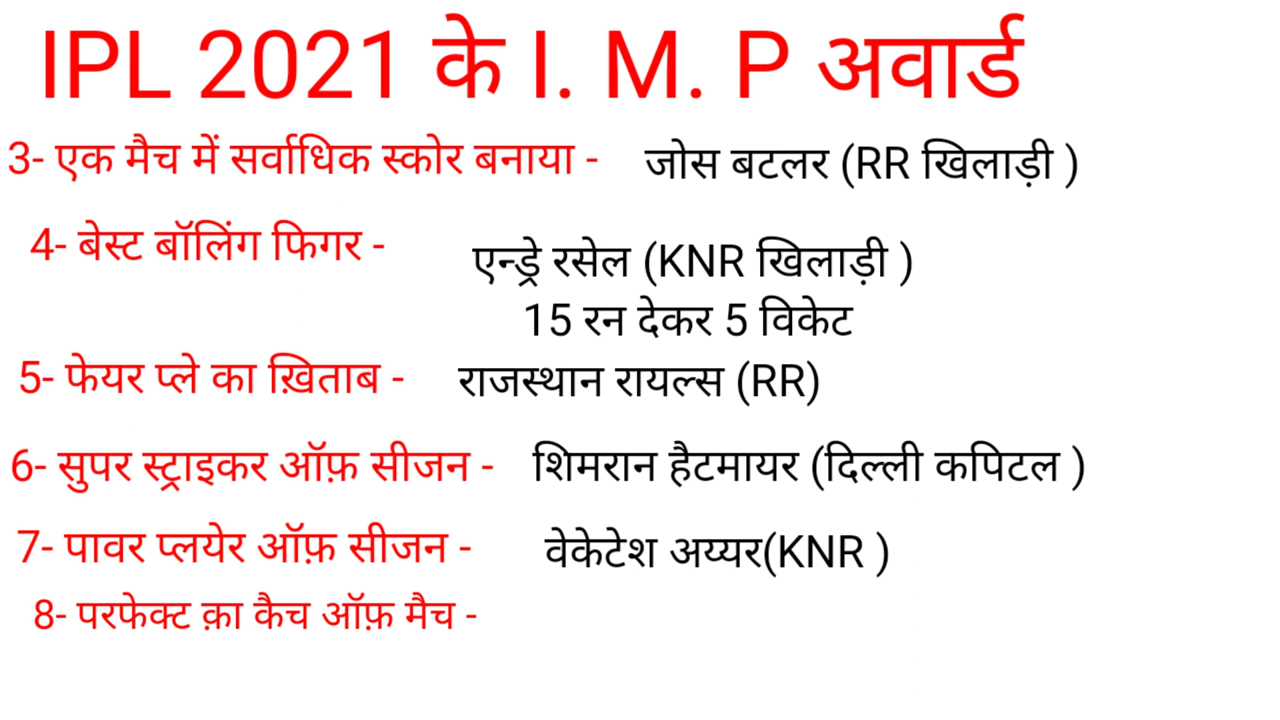 IPL 2021 के I. M. P अवार्ड
3- एक मैच में सर्वाधिक स्कोर बनाया - जोस बटलर (RR खिलाड़ी )
4- बेस्ट बॉलिंग फिगर - एन्ड्रे रसेल (KNR खिलाड़ी )
15 रन देकर 5 विकेट
5- फेयर प्ले का ख़िताब - राजस्थान रायल्स (RR)
6- सुपर स्ट्राइकर ऑफ़ सीजन - शिमरान हैटमायर (दिल्ली कपिटल )
7- पावर प्लयेर ऑफ़ सीजन - वेकेटेश अय्यर(KNR )
8- परफेक्ट क़ा कैच ऑफ़ मैच -